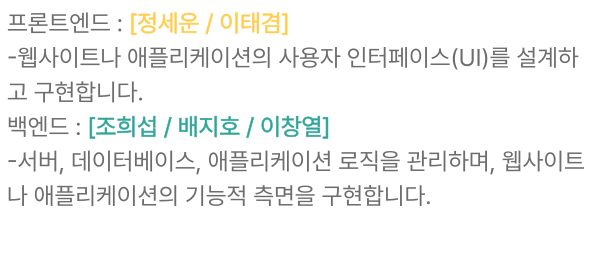 프론트엔드 : [정세운 / 이태겸]
-웹사이트나 애플리케이션의 사용자 인터페이스(UI)를 설계하
고 구현합니다.
백엔드 : [조희섭 / 배지호 / 이창열]
-서버, 데이터베이스, 애플리케이션 로직을 관리하며, 웹사이트
나 애플리케이션의 기능적 측면을 구현합니다.